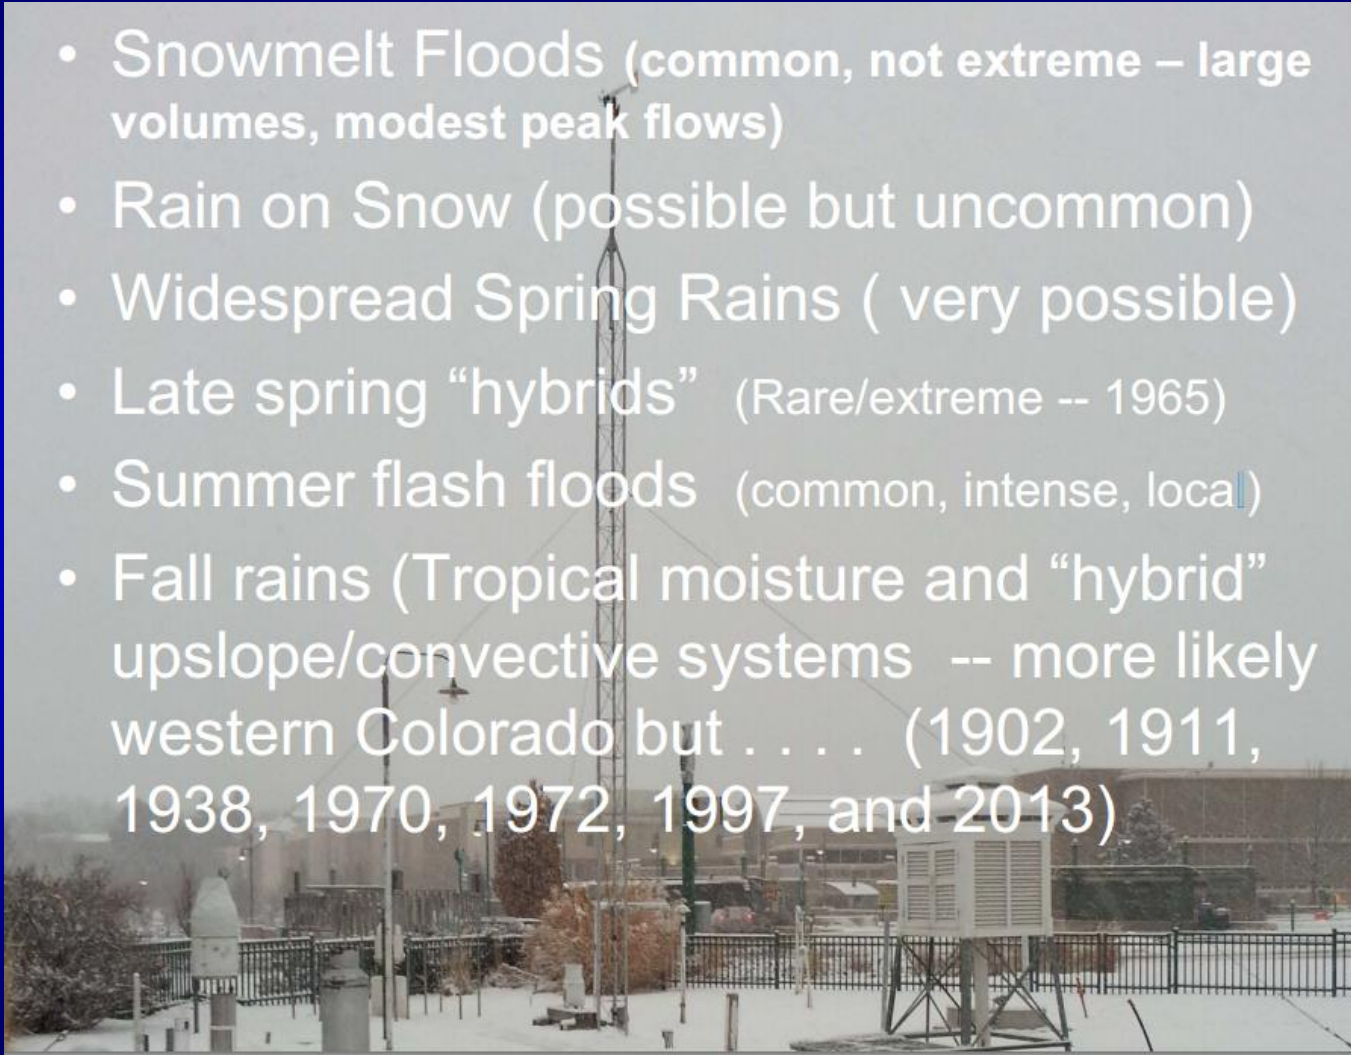 • Snowmelt Floods (common, not extreme – large
volumes, modest peak flows)
• Rain on Snow (possible but uncommon)
• Widespread Spring Rains ( very possible)
• Late spring “hybrids” (Rare/extreme -- 1965)
• Summer flash floods (common, intense, local)
• Fall rains (Tropical moisture and “hybrid”
upslope/convective systems -- more likely
western Colorado but . . . . (1902, 1911,
1938, 1970, 1972, 1997, and 2013)